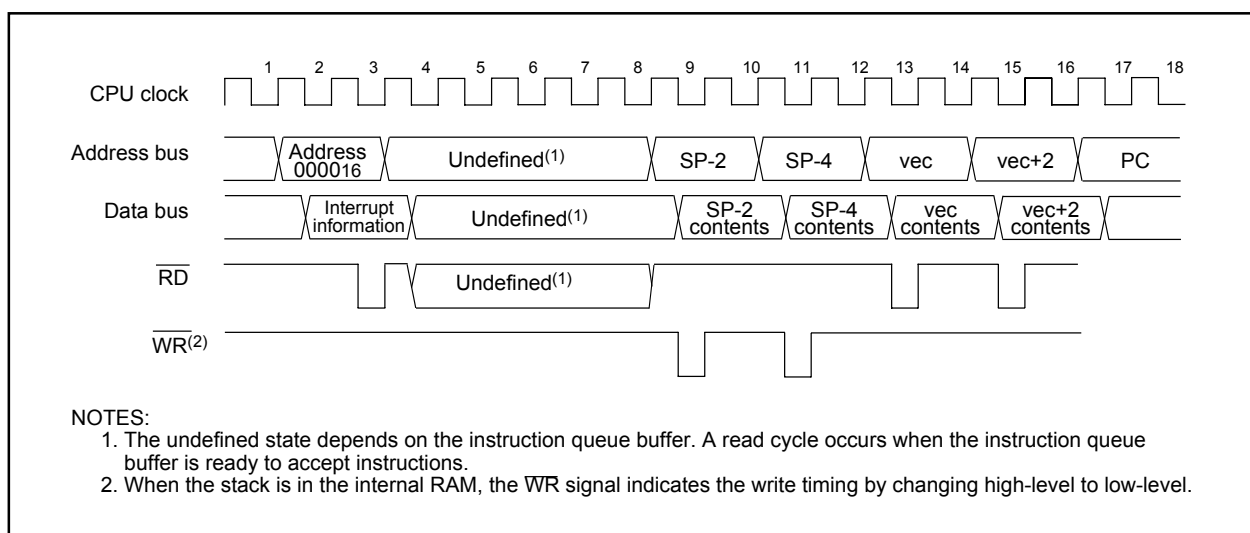 1 2 3 4 5 6 7 8 9 10 11 12 13 14 15 16 17 18
CPU clock
Address bus
Address
000016
Undefined(1)
SP-2
SP-4
vec
vec+2
PC
Data bus
Interrupt
information
Undefined(1)
SP-2
contents
SP-4
contents
vec
contents
vec+2
contents
RD
Undefined(1)
WR(2)
NOTES:
1. The undefined state depends on the instruction queue buffer. A read cycle occurs when the instruction queue
buffer is ready to accept instructions.
2. When the stack is in the internal RAM, the WR signal indicates the write timing by changing high-level to low-level.